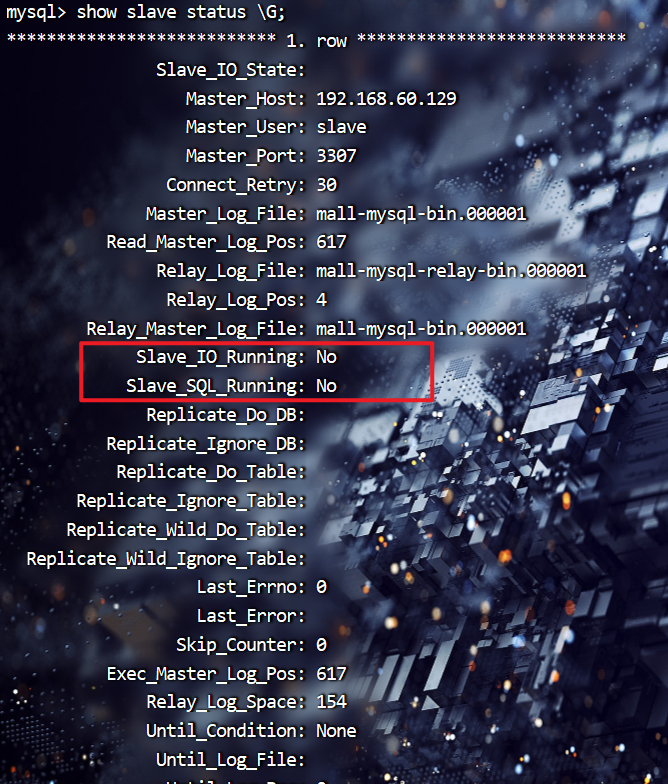 mysql> show slave status \G;
*************************** 1. row ***************************
Slave_IO_State:
Master_Host: 192.168.60.129
Master_User: slave
Master_Port: 3307
Connect_Retry: 30
Master_Log_File: mall-mysql-bin.000001
Read_Master_Log_Pos: 617
Relay_Log_File: mall-mysql-relay-bin.000001
Relay_Log_Pos: 4
Relay_Master_Log_File: mall-mysql-bin.000001
Slave_IO_Running: No
Slave_SQL_Running: No
Replicate_Do_DB:
Replicate_Ignore_DB:
Replicate_Do_Table:
Replicate_Ignore_Table:
Replicate_Wild_Do_Table:
Replicate_Wild_Ignore_Table:
Last_Errno: 0
Last_Error:
Skip_Counter: 0
Exec_Master_Log_Pos: 617
Relay_Log_Space: 154
Until_Condition: None
Until_Log_File: